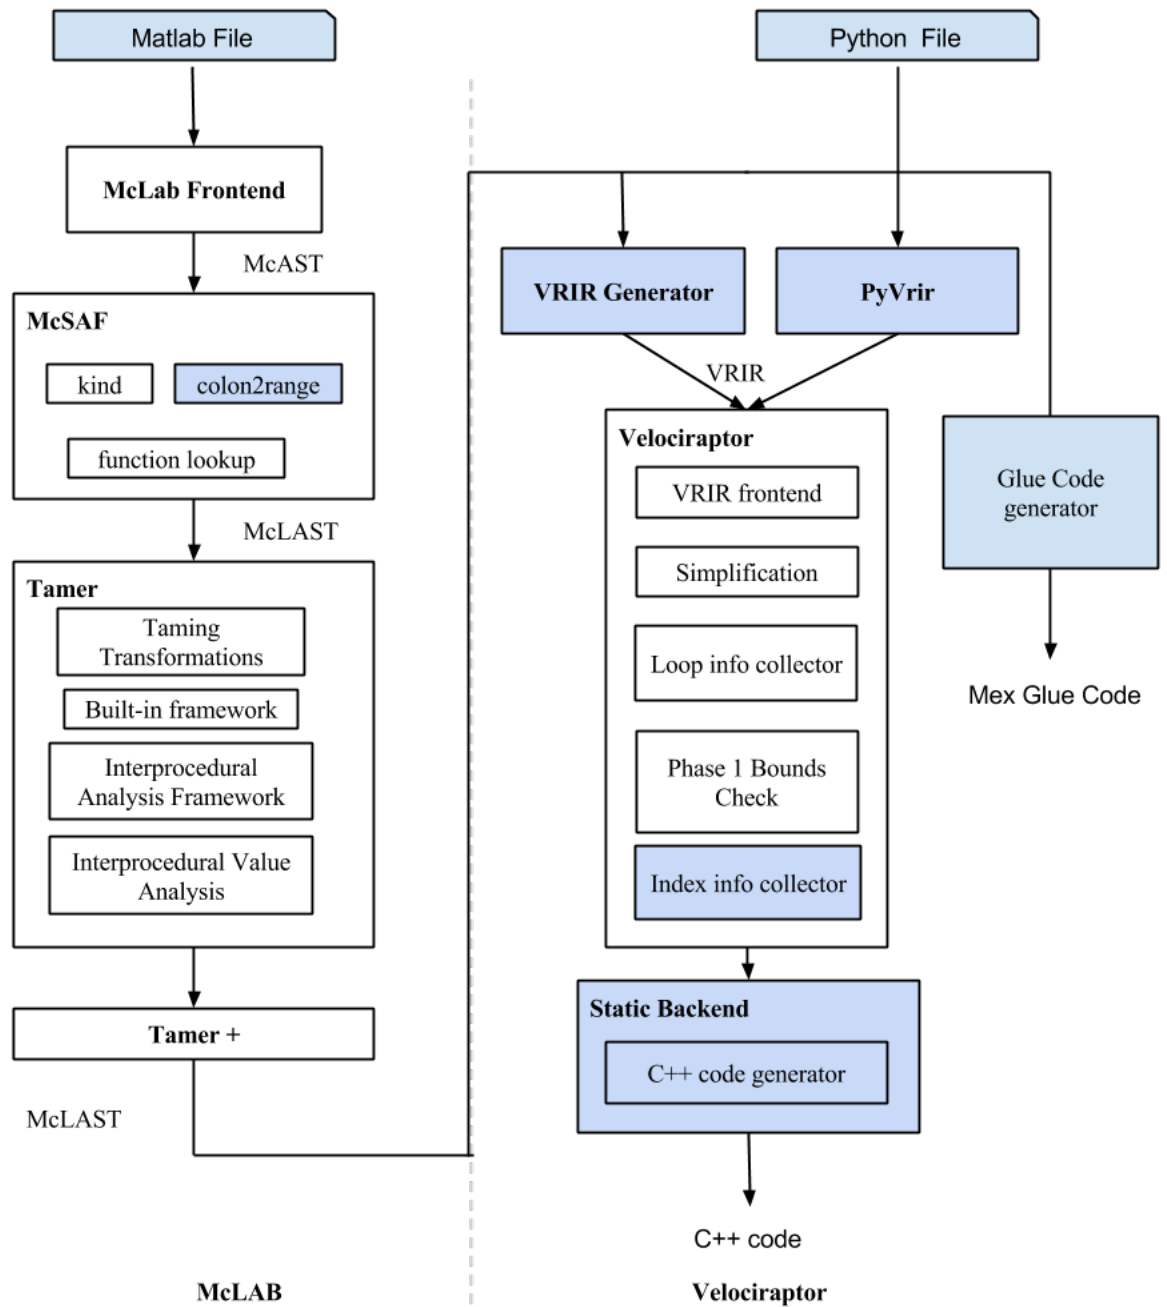 Matlab File
McLab Frontend
McAST
McSAF
kind
colon2range
function lookup
McLAST
Tamer
Taming
Transformations
Built-in framework
Interprocedural
Analysis Framework
Interprocedural Value
Analysis
Tamer +
McLAST
McLAB
Python File
VRIR Generator
PyVrir
VRIR
Velociraptor
VRIR frontend
Simplification
Loop info collector
Phase 1 Bounds
Check
Index info collector
Static Backend
C++ code generator
C++ code
Glue Code
generator
Mex Glue Code
Velociraptor